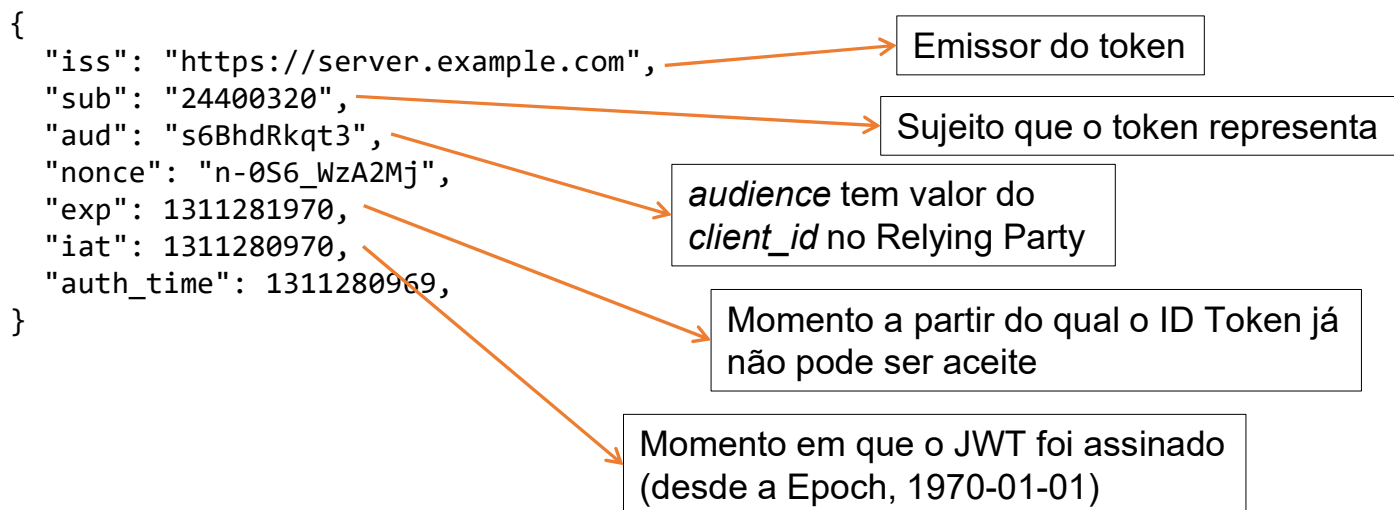 {
"iss": "https://server.example.com",
"sub": "24400320",
"aud": "s6BhdRkqt3",
"nonce": "n-0S6_WzA2Mj",
"exp": 1311281970,
"iat": 1311280970,
"auth_time": 1311280969,
}
Emissor do token
Sujeito que o token representa
audience tem valor do
client_id no Relying Party
Momento a partir do qual o ID Token já
não pode ser aceite
Momento em que o JWT foi assinado
(desde a Epoch, 1970-01-01)